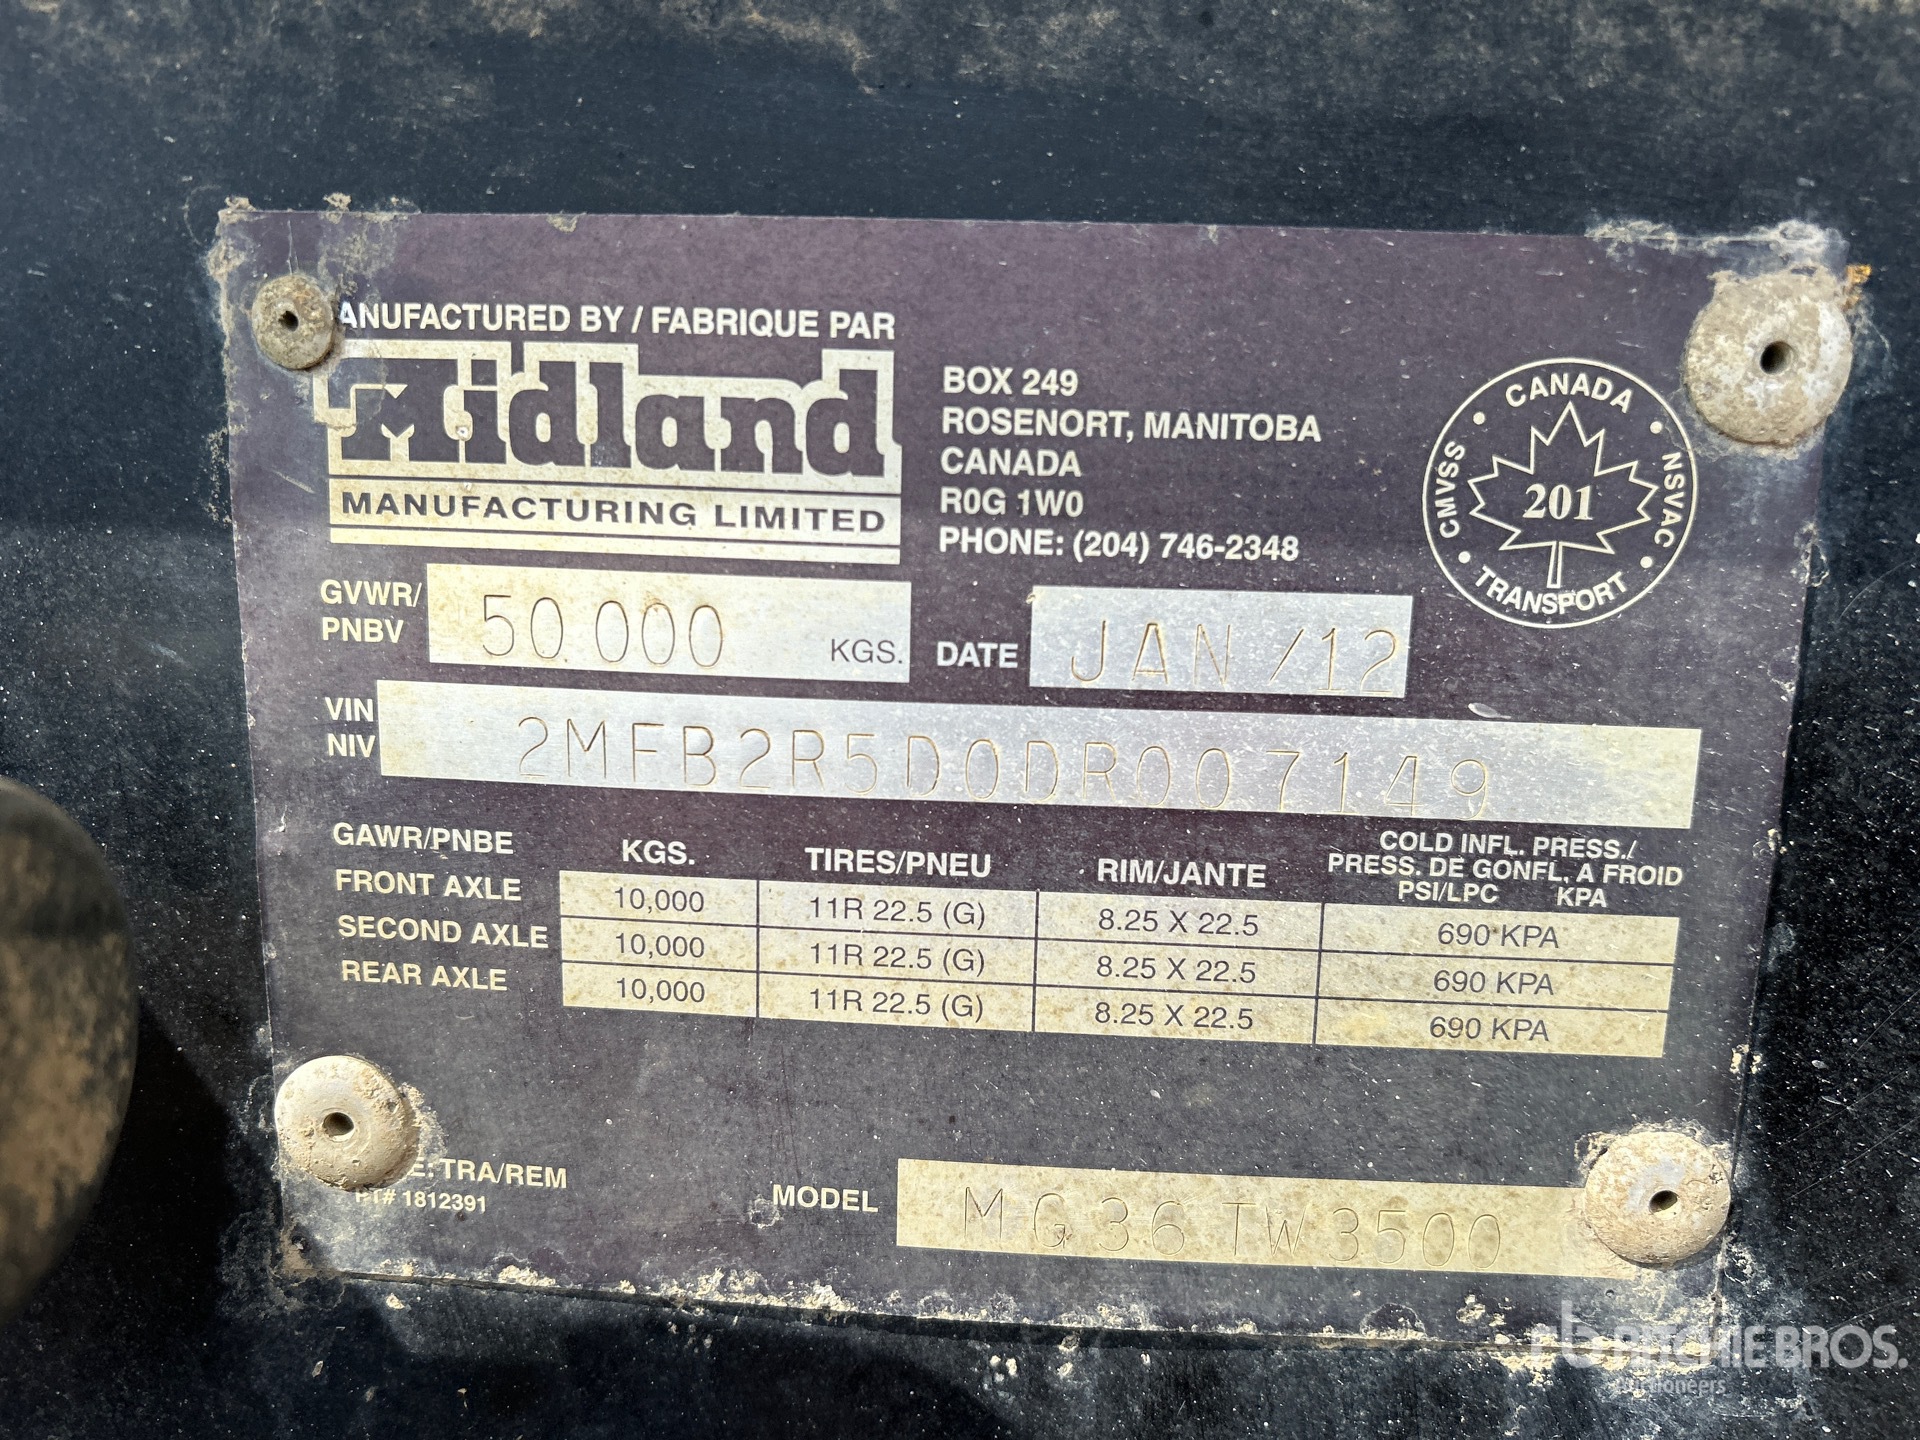 ANUFACTURED BY / FABRIQUE PAR
Midland
MANUFACTURING LIMITED
BOX 249
ROSENORT, MANITOBA
CANADA
R0G 1W0
PHONE: (204) 746-2348
CANADA
CMVSS
201
NSVAC
TRANSPORT
GVWR/
PNBV
50 000 KGS.
DATE JAN / 12
VIN
NIV
2MFB2R5D0DR007149
GAWR/PNBE KGS. TIRES/PNEU RIM/JANTE COLD INFL. PRESS./
PRESS. DE GONFL. A FROID
PSI/LPC KPA
FRONT AXLE 10,000 11R 22.5 (G) 8.25 X 22.5 690 KPA
SECOND AXLE 10,000 11R 22.5 (G) 8.25 X 22.5 690 KPA
REAR AXLE 10,000 11R 22.5 (G) 8.25 X 22.5 690 KPA
E: TRA/REM
PT# 1812391
MODEL MG36TW3500
rb RITCHIE BROS.
Auctioneers